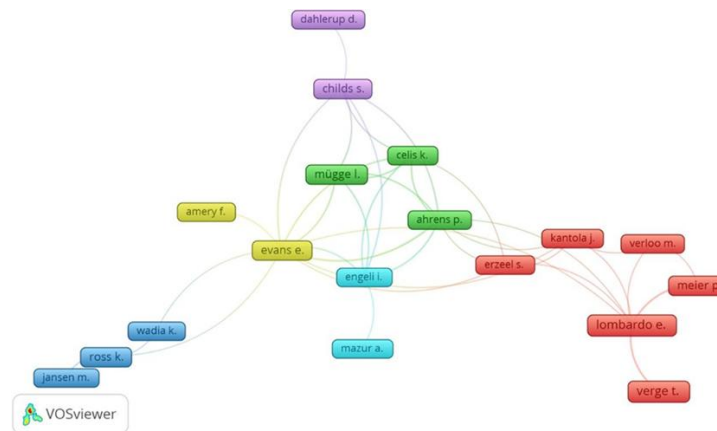 dahlerup d.
childs s.
celis k.
mügge l.
amery f.
ahrens p.
evans e.
kantola j.
verloo m.
erzeel s.
engeli i.
meier p
lombardo e.
wadia k.
mazur a.
ross k.
jansen m.
verge t.
VOSviewer